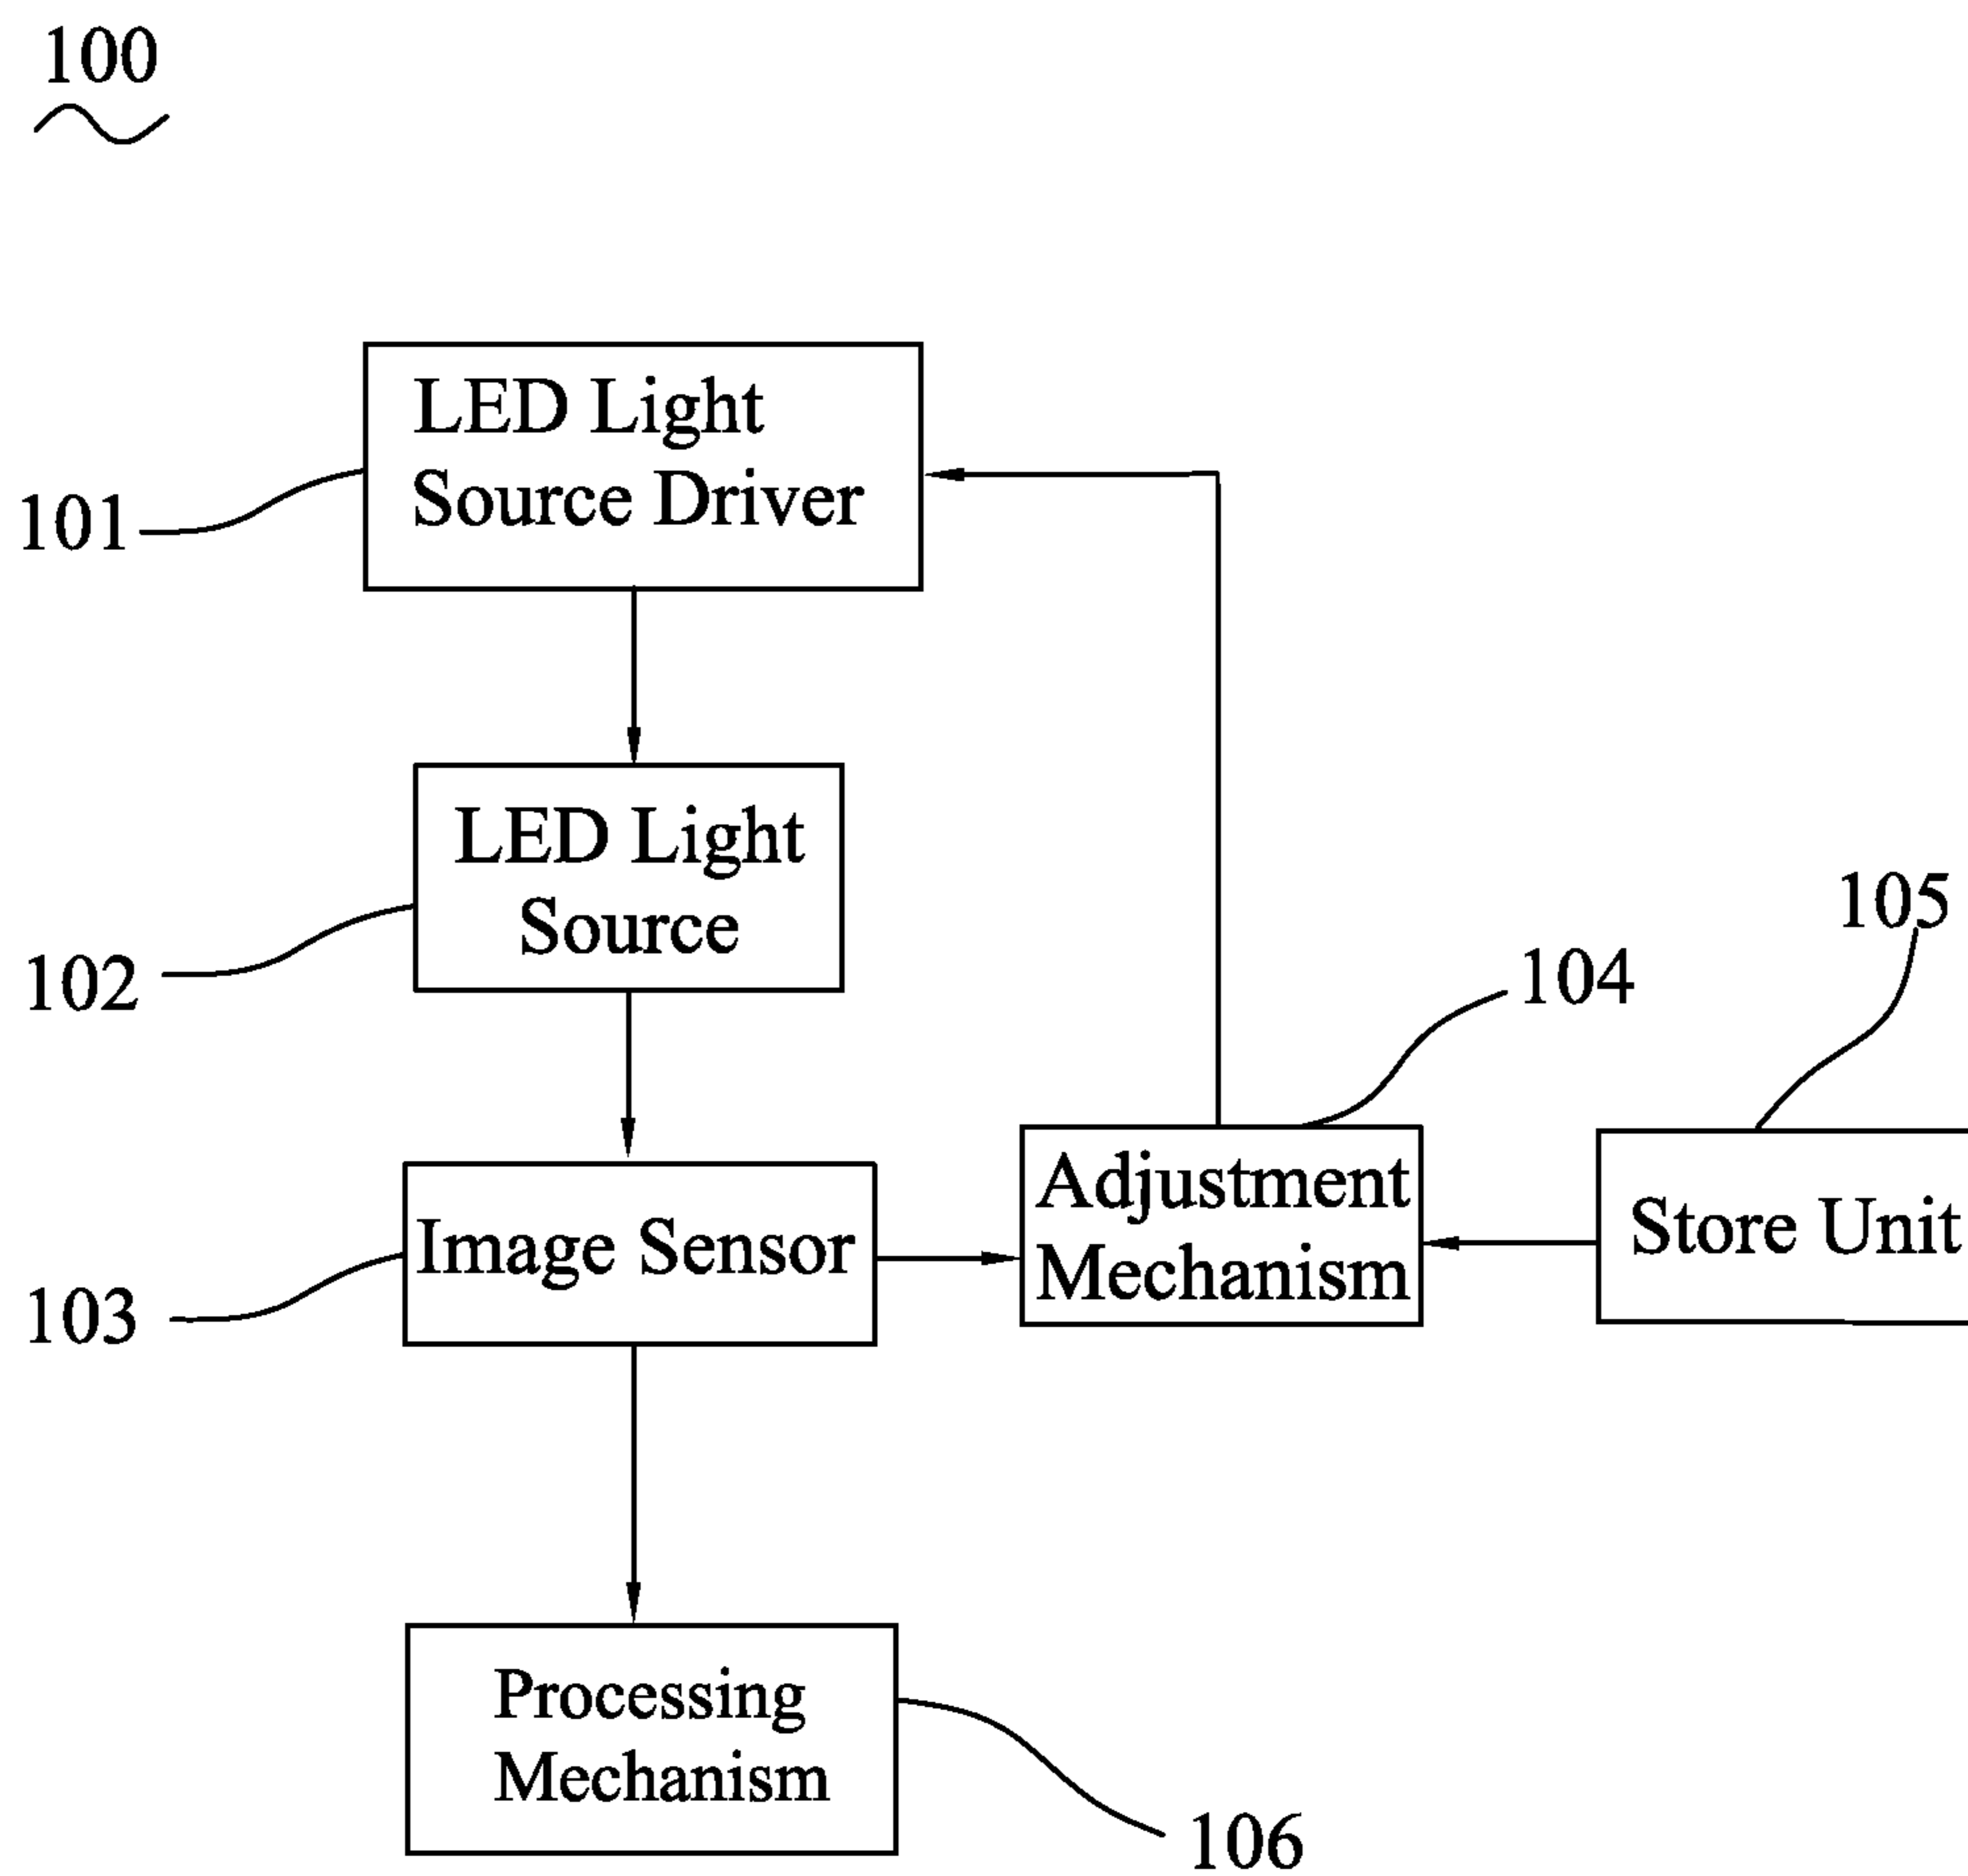 100
LED Light
Source Driver
101
LED Light
Source
102
105
104
Adjustment
Mechanism
Store Unit
Image Sensor
103
Processing
Mechanism
106